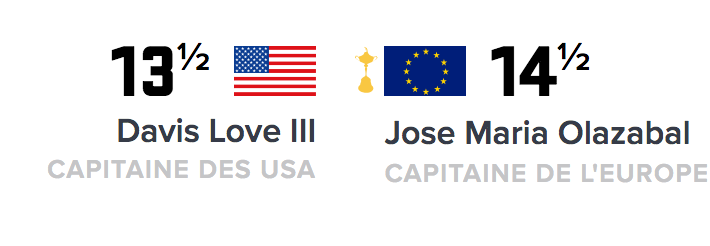 13½ 14½
Davis Love III Jose Maria Olazabal
CAPITAINE DES USA CAPITAINE DE L'EUROPE